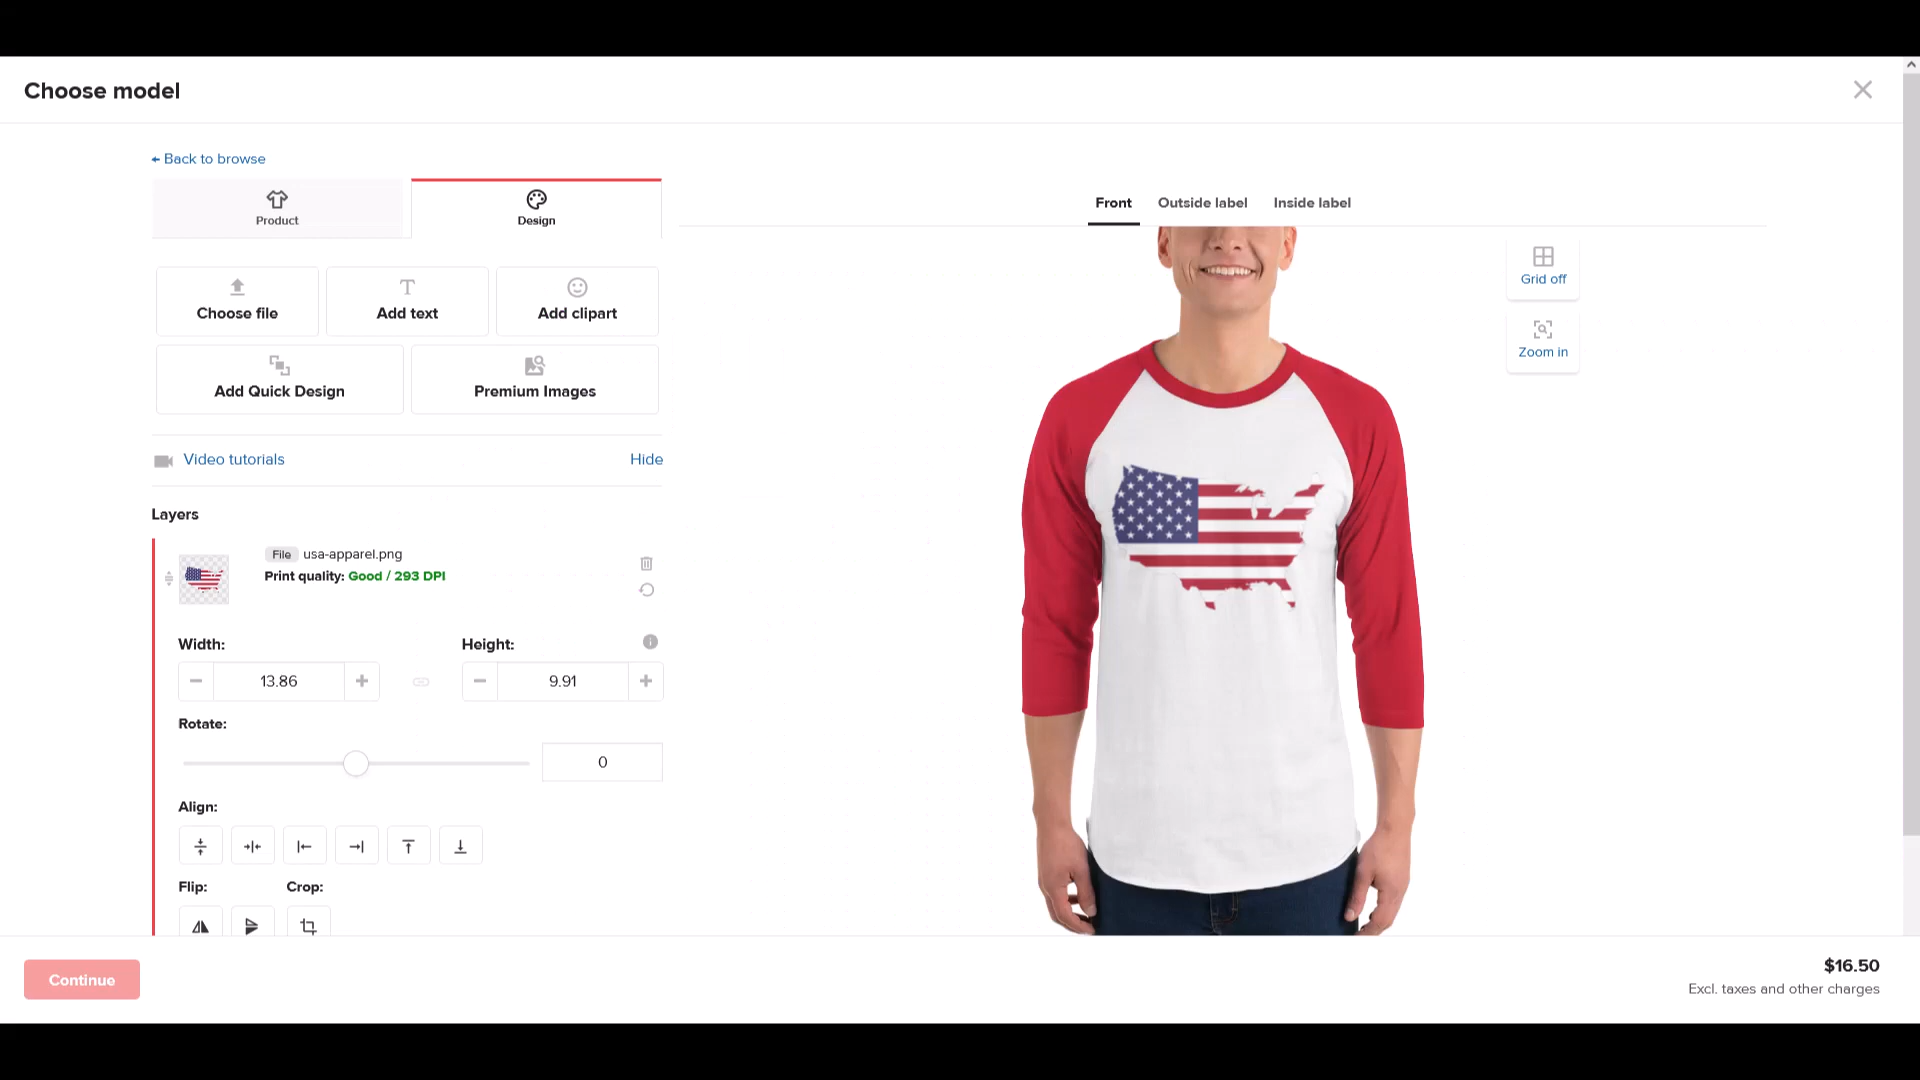 Choose model
Back to browse
Product
Design
Front
Outside label
Inside label
Choose file
Add text
Add clipart
Grid off
Zoom in
Add Quick Design
Premium Images
Video tutorials
Hide
Layers
File usa-apparel.png
Print quality: Good / 293 DPI
Width:
Height:
13.86
9.91
Rotate:
0
Align:
Flip:
Crop:
Continue
$16.50
Excl. taxes and other charges